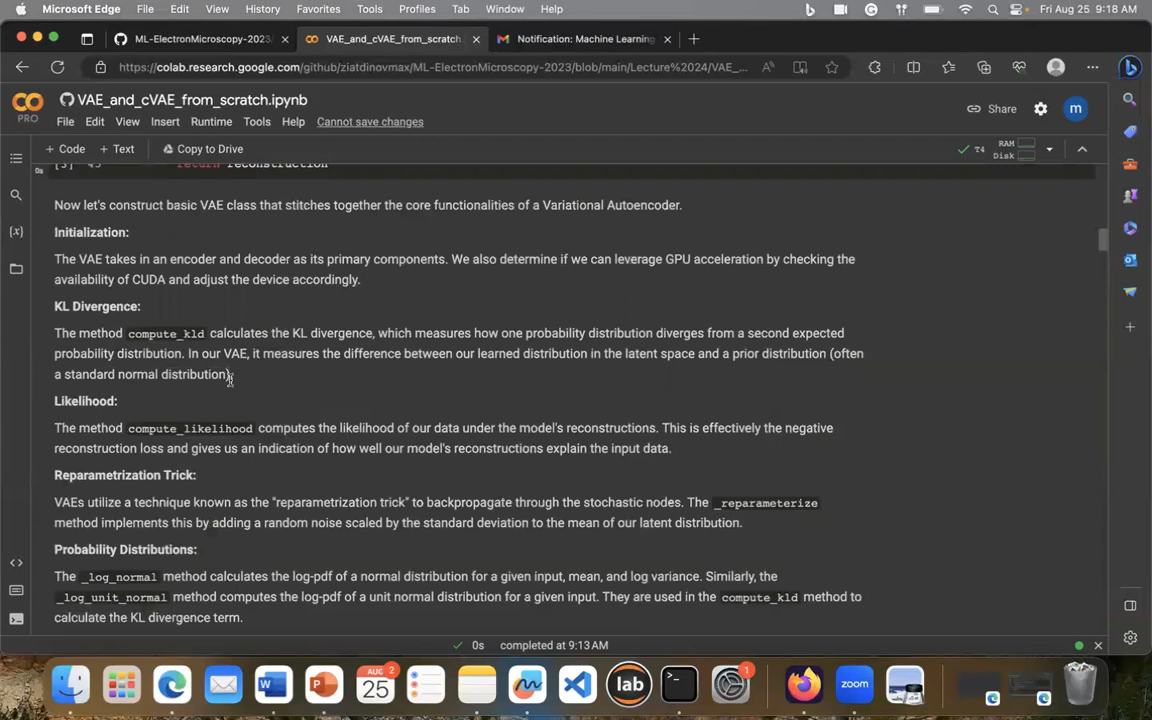 Microsoft Edge File Edit View History Favorites Tools Profiles Tab Window Help Fri Aug 25 9:18 AM
ML-ElectronMicroscopy-2023/ VAE_and_cVAE_from_scratch. Notification: Machine Learning
https://colab.research.google.com/github/ziatdinovmax/ML-ElectronMicroscopy-2023/blob/main/Lecture%2024/VAE_...
VAE_and_cVAE_from_scratch.ipynb
PRO
Share
m
File Edit View Insert Runtime Tools Help Cannot save changes
+ Code + Text Copy to Drive T4 RAM
Disk
[3] 45 return reconstruction
0s
Now let's construct basic VAE class that stitches together the core functionalities of a Variational Autoencoder.
Initialization:
The VAE takes in an encoder and decoder as its primary components. We also determine if we can leverage GPU acceleration by checking the
availability of CUDA and adjust the device accordingly.
KL Divergence:
The method compute_kld calculates the KL divergence, which measures how one probability distribution diverges from a second expected
probability distribution. In our VAE, it measures the difference between our learned distribution in the latent space and a prior distribution (often
a standard normal distribution).
Likelihood:
The method compute_likelihood computes the likelihood of our data under the model's reconstructions. This is effectively the negative
reconstruction loss and gives us an indication of how well our model's reconstructions explain the input data.
Reparametrization Trick:
VAEs utilize a technique known as the "reparametrization trick" to backpropagate through the stochastic nodes. The _reparameterize
method implements this by adding a random noise scaled by the standard deviation to the mean of our latent distribution.
Probability Distributions:
The _log_normal method calculates the log-pdf of a normal distribution for a given input, mean, and log variance. Similarly, the
_log_unit_normal method computes the log-pdf of a unit normal distribution for a given input. They are used in the compute_kld method to
calculate the KL divergence term.
0s completed at 9:13 AM
AUG 2
25
lab
zoom
1